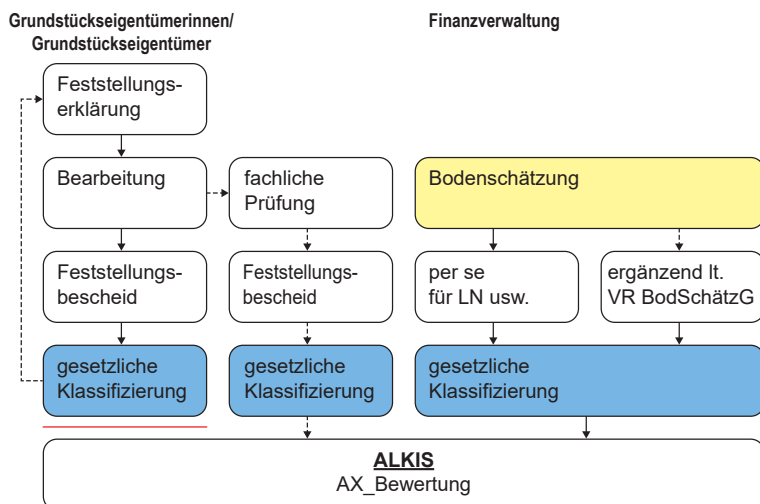 Grundstückseigentümerinnen/
Grundstückseigentümer
Finanzverwaltung
Feststellungs-
erklärung
Bearbeitung
fachliche
Prüfung
Bodenschätzung
Feststellungs-
bescheid
Feststellungs-
bescheid
per se
für LN usw.
ergänzend lt.
VR BodSchätzG
gesetzliche
Klassifizierung
gesetzliche
Klassifizierung
gesetzliche
Klassifizierung
ALKIS
AX_Bewertung